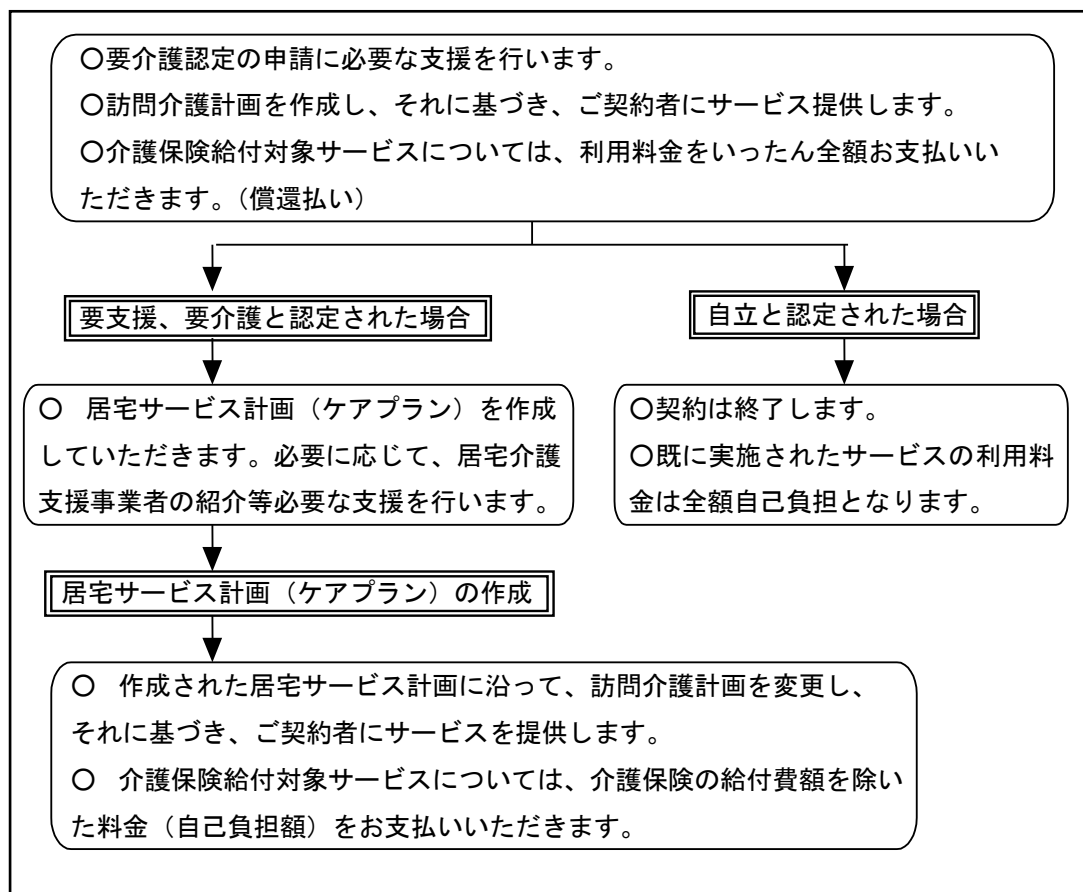 〇要介護認定の申請に必要な支援を行います。
〇訪問介護計画を作成し、それに基づき、ご契約者にサービス提供します。
〇介護保険給付対象サービスについては、利用料金をいったん全額お支払いい
ただきます。（償還払い）
要支援、要介護と認定された場合
自立と認定された場合
〇　居宅サービス計画（ケアプラン）を作成
していただきます。必要に応じて、居宅介護
支援事業者の紹介等必要な支援を行います。
〇契約は終了します。
〇既に実施されたサービスの利用料
金は全額自己負担となります。
居宅サービス計画（ケアプラン）の作成
〇　作成された居宅サービス計画に沿って、訪問介護計画を変更し、
それに基づき、ご契約者にサービスを提供します。
〇　介護保険給付対象サービスについては、介護保険の給付費額を除い
た料金（自己負担額）をお支払いいただきます。